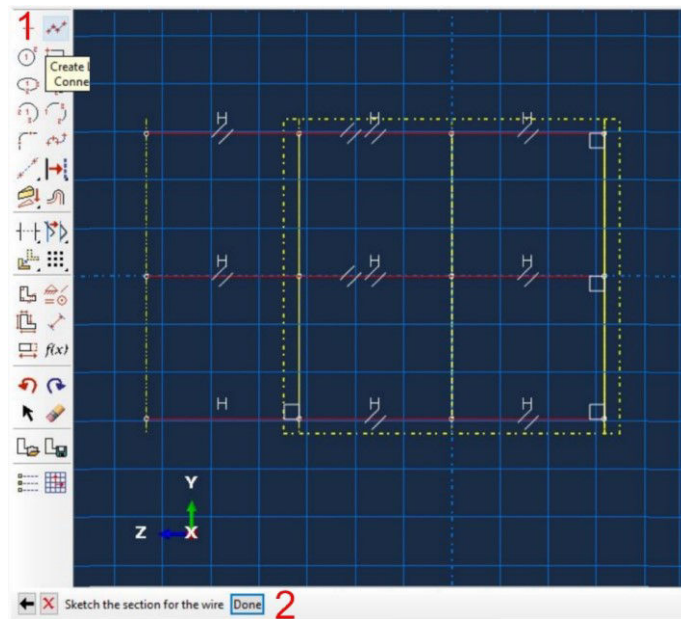 1
Create L
Conne
H H H
H H H
H H H
f(x)
Y
Z X
Sketch the section for the wire Done 2